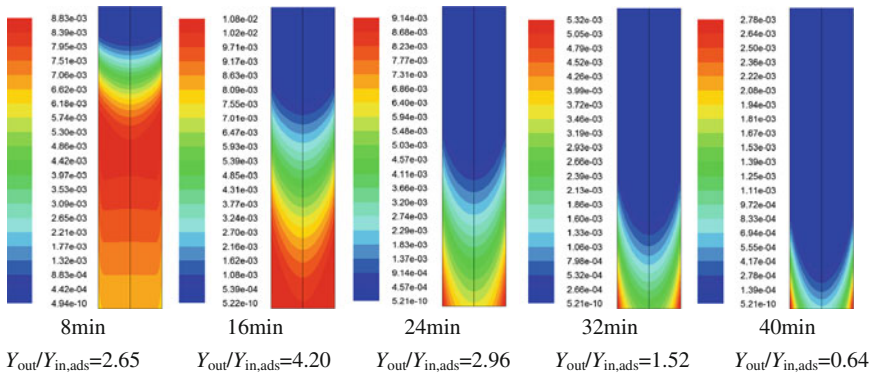 8.83e-03
8.39e-03
7.95e-03
7.51e-03
7.06e-03
6.62e-03
6.18e-03
5.74e-03
5.30e-03
4.86e-03
4.42e-03
3.97e-03
3.53e-03
3.09e-03
2.65e-03
2.21e-03
1.77e-03
1.32e-03
8.83e-04
4.42e-04
4.94e-10
8min
Y_out/Y_in,ads=2.65
1.08e-02
1.02e-02
9.71e-03
9.17e-03
8.63e-03
8.09e-03
7.55e-03
7.01e-03
6.47e-03
5.93e-03
5.39e-03
4.85e-03
4.31e-03
3.77e-03
3.24e-03
2.70e-03
2.16e-03
1.62e-03
1.08e-03
5.39e-04
5.22e-10
16min
Y_out/Y_in,ads=4.20
9.14e-03
8.68e-03
8.23e-03
7.77e-03
7.31e-03
6.86e-03
6.40e-03
5.94e-03
5.48e-03
5.03e-03
4.57e-03
4.11e-03
3.66e-03
3.20e-03
2.74e-03
2.29e-03
1.83e-03
1.37e-03
9.14e-04
4.57e-04
5.21e-10
24min
Y_out/Y_in,ads=2.96
5.32e-03
5.05e-03
4.79e-03
4.52e-03
4.26e-03
3.99e-03
3.72e-03
3.46e-03
3.19e-03
2.93e-03
2.66e-03
2.39e-03
2.13e-03
1.86e-03
1.60e-03
1.33e-03
1.06e-03
7.98e-04
5.32e-04
2.66e-04
5.21e-10
32min
Y_out/Y_in,ads=1.52
2.78e-03
2.64e-03
2.50e-03
2.36e-03
2.22e-03
2.08e-03
1.94e-03
1.81e-03
1.67e-03
1.53e-03
1.39e-03
1.25e-03
1.11e-03
9.72e-04
8.34e-04
6.94e-04
5.55e-04
4.17e-04
2.78e-04
1.39e-04
5.21e-10
40min
Y_out/Y_in,ads=0.64